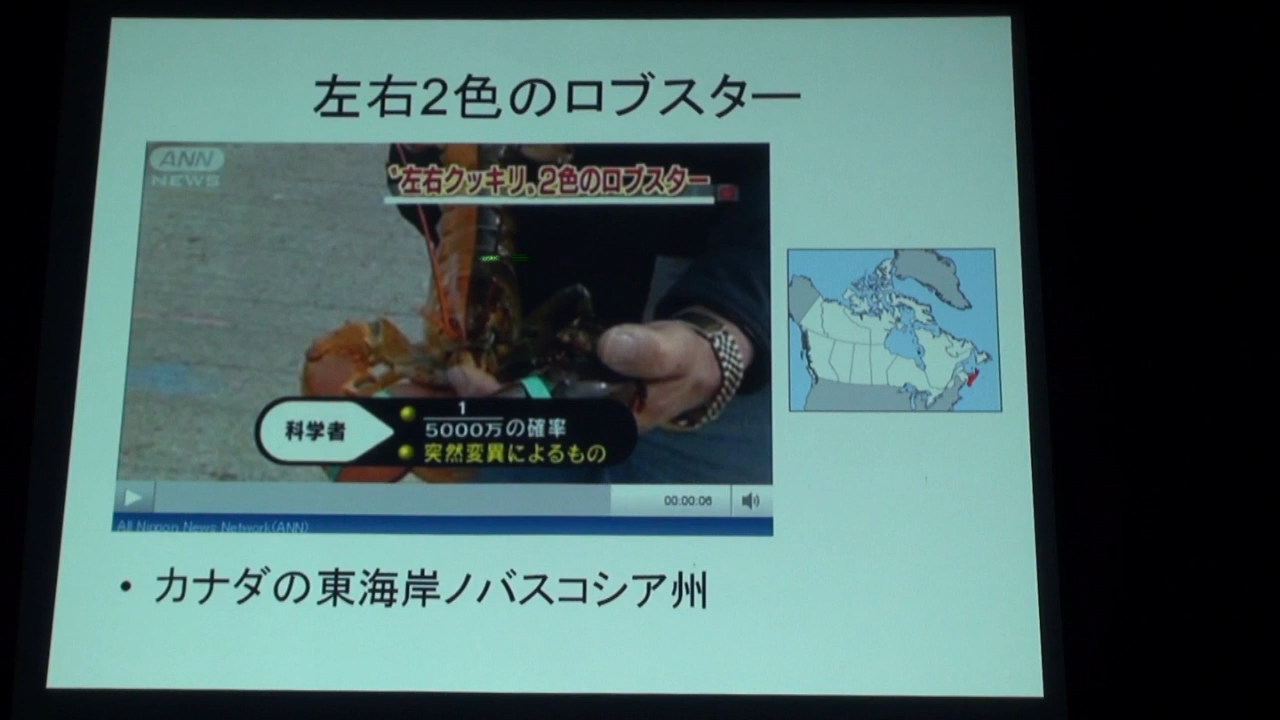 左右2色のロブスター
ANN
NEWS
“左右クッキリ”2色のロブスター
科学者
1
5000万の確率
突然変異によるもの
00:00:06
All Nippon News Network(ANN)
• カナダの東海岸ノバスコシア州